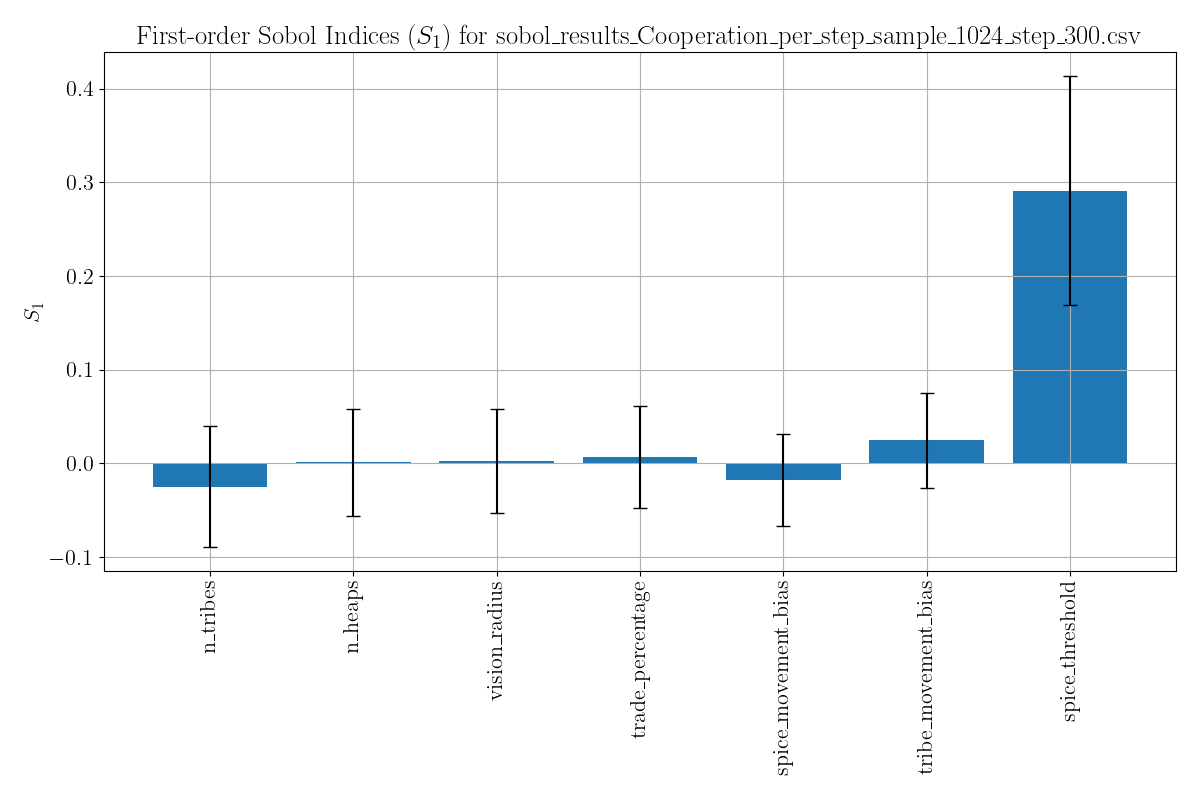 First-order Sobol Indices (S₁) for sobol_results_Cooperation_per_step_sample_1024_step_300.csv
0.4
0.3
0.2
0.1
0.0
−0.1
S₁
n_tribes
n_heaps
vision_radius
trade_percentage
spice_movement_bias
tribe_movement_bias
spice_threshold